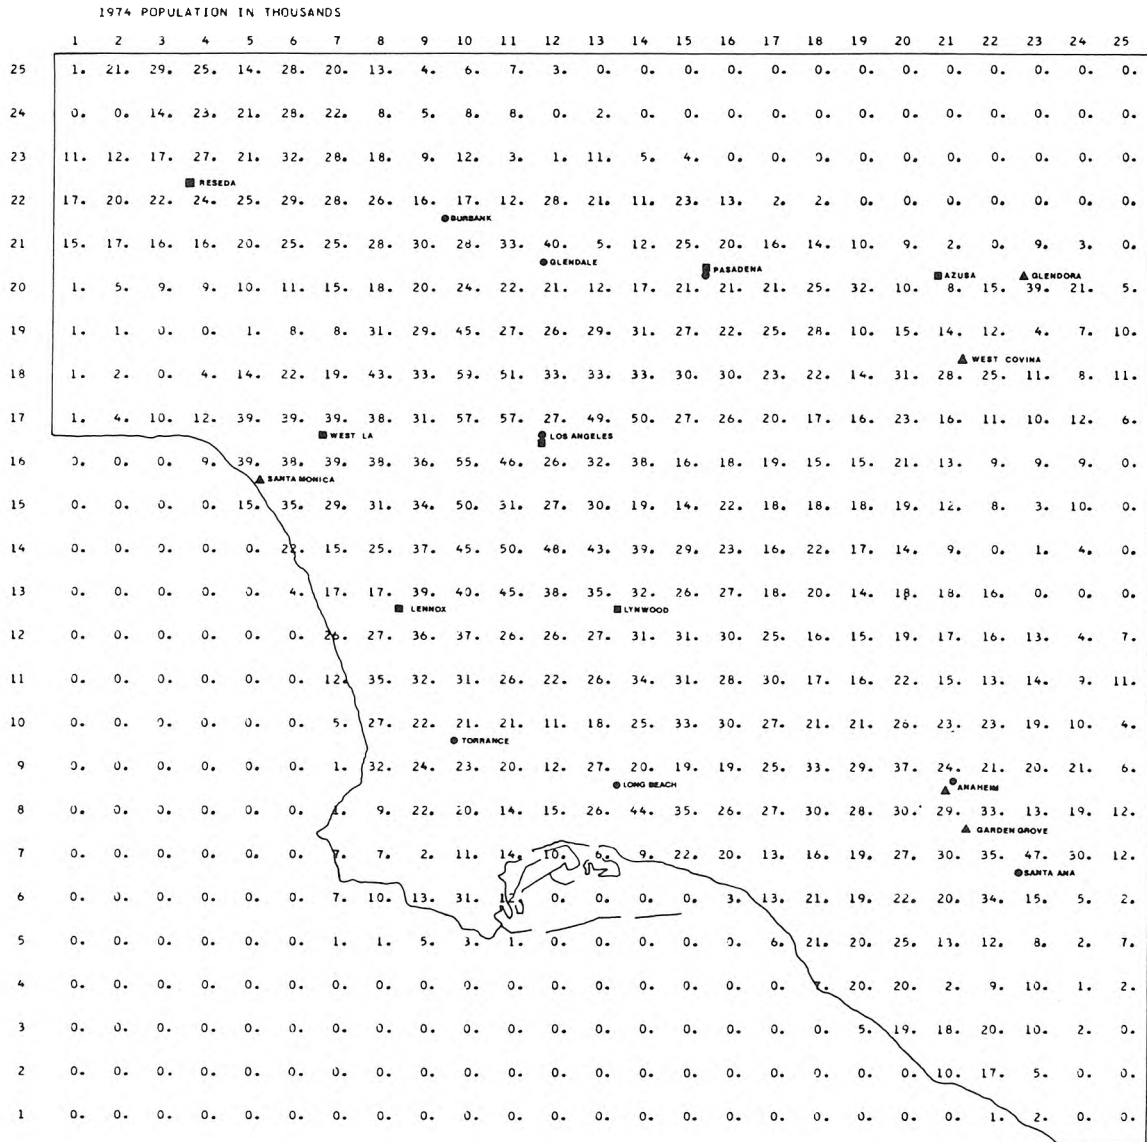 1974 POPULATION IN THOUSANDS
1 2 3 4 5 6 7 8 9 10 11 12 13 14 15 16 17 18 19 20 21 22 23 24 25
25 1. 21. 29. 25. 14. 28. 20. 13. 4. 6. 7. 3. 0. 0. 0. 0. 0. 0. 0. 0. 0. 0. 0. 0. 0.
24 0. 0. 14. 23. 21. 28. 22. 8. 5. 8. 8. 0. 2. 0. 0. 0. 0. 0. 0. 0. 0. 0. 0. 0. 0.
23 11. 12. 17. 27. 21. 32. 28. 18. 9. 12. 3. 1. 11. 5. 4. 0. 0. 0. 0. 0. 0. 0. 0. 0. 0.
RESEDA
22 17. 20. 22. 24. 25. 29. 28. 26. 16. 17. 12. 28. 21. 11. 23. 13. 2. 2. 0. 0. 0. 0. 0. 0. 0.
BURBANK
21 15. 17. 16. 16. 20. 25. 25. 28. 30. 28. 33. 40. 5. 12. 25. 20. 16. 14. 10. 9. 2. 0. 9. 3. 0.
GLENDALE PASADENA AZUSA GLENDORA
20 1. 5. 9. 9. 10. 11. 15. 18. 20. 24. 22. 21. 12. 17. 21. 21. 21. 25. 32. 10. 8. 15. 39. 21. 5.
19 1. 1. 0. 0. 1. 8. 8. 31. 29. 45. 27. 26. 29. 31. 27. 22. 25. 28. 10. 15. 14. 12. 4. 7. 10.
WEST COVINA
18 1. 2. 0. 4. 14. 22. 19. 43. 33. 59. 51. 33. 33. 33. 30. 30. 23. 22. 14. 31. 28. 25. 11. 8. 11.
17 1. 4. 10. 12. 39. 39. 39. 38. 31. 57. 57. 27. 49. 50. 27. 26. 20. 17. 16. 23. 16. 11. 10. 12. 6.
WEST LA LOS ANGELES
16 0. 0. 0. 9. 39. 38. 39. 38. 36. 55. 46. 26. 32. 38. 16. 18. 19. 15. 15. 21. 13. 9. 9. 9. 0.
SANTA MONICA
15 0. 0. 0. 0. 15. 35. 29. 31. 34. 50. 31. 27. 30. 19. 14. 22. 18. 18. 18. 19. 12. 8. 3. 10. 0.
14 0. 0. 0. 0. 0. 22. 15. 25. 37. 45. 50. 48. 43. 39. 29. 23. 16. 22. 17. 14. 9. 0. 1. 4. 0.
13 0. 0. 0. 0. 0. 4. 17. 17. 39. 40. 45. 38. 35. 32. 26. 27. 18. 20. 14. 18. 18. 16. 0. 0. 0.
LENNOX LYNWOOD
12 0. 0. 0. 0. 0. 0. 26. 27. 36. 37. 26. 26. 27. 31. 31. 30. 25. 16. 15. 19. 17. 16. 13. 4. 7.
11 0. 0. 0. 0. 0. 0. 12. 35. 32. 31. 26. 22. 26. 34. 31. 28. 30. 17. 16. 22. 15. 13. 14. 9. 11.
10 0. 0. 0. 0. 0. 0. 5. 27. 22. 21. 21. 11. 18. 25. 33. 30. 27. 21. 21. 26. 23. 23. 19. 10. 4.
TORRANCE
9 0. 0. 0. 0. 0. 0. 1. 32. 24. 23. 20. 12. 27. 20. 19. 19. 25. 33. 29. 37. 24. 21. 20. 21. 6.
LONG BEACH ANAHEIM
8 0. 0. 0. 0. 0. 0. 1. 9. 22. 20. 14. 15. 26. 44. 35. 26. 27. 30. 28. 30. 29. 33. 13. 19. 12.
GARDEN GROVE
7 0. 0. 0. 0. 0. 0. 7. 7. 2. 11. 14. 10. 6. 9. 22. 20. 13. 16. 19. 27. 30. 35. 47. 30. 12.
SANTA ANA
6 0. 0. 0. 0. 0. 0. 7. 10. 13. 31. 12. 0. 0. 0. 0. 3. 13. 21. 19. 22. 20. 34. 15. 5. 2.
5 0. 0. 0. 0. 0. 0. 1. 1. 5. 3. 1. 0. 0. 0. 0. 0. 6. 21. 20. 25. 13. 12. 8. 2. 7.
4 0. 0. 0. 0. 0. 0. 0. 0. 0. 0. 0. 0. 0. 0. 0. 0. 0. 7. 20. 20. 2. 9. 10. 1. 2.
3 0. 0. 0. 0. 0. 0. 0. 0. 0. 0. 0. 0. 0. 0. 0. 0. 0. 0. 5. 19. 18. 20. 10. 2. 0.
2 0. 0. 0. 0. 0. 0. 0. 0. 0. 0. 0. 0. 0. 0. 0. 0. 0. 0. 0. 0. 10. 17. 5. 0. 0.
1 0. 0. 0. 0. 0. 0. 0. 0. 0. 0. 0. 0. 0. 0. 0. 0. 0. 0. 0. 0. 0. 1. 2. 0. 0.